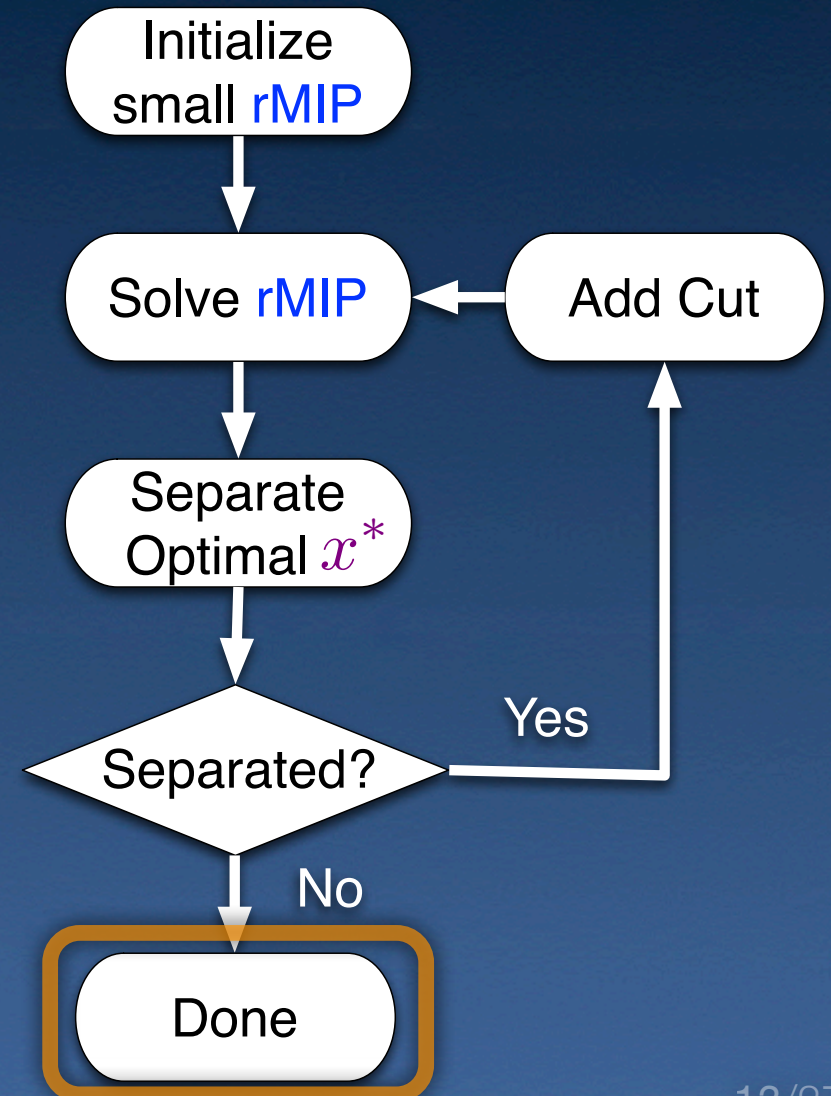 Initialize
small rMIP
Solve rMIP
Add Cut
Separate
Optimal x*
Separated?
Yes
No
Done